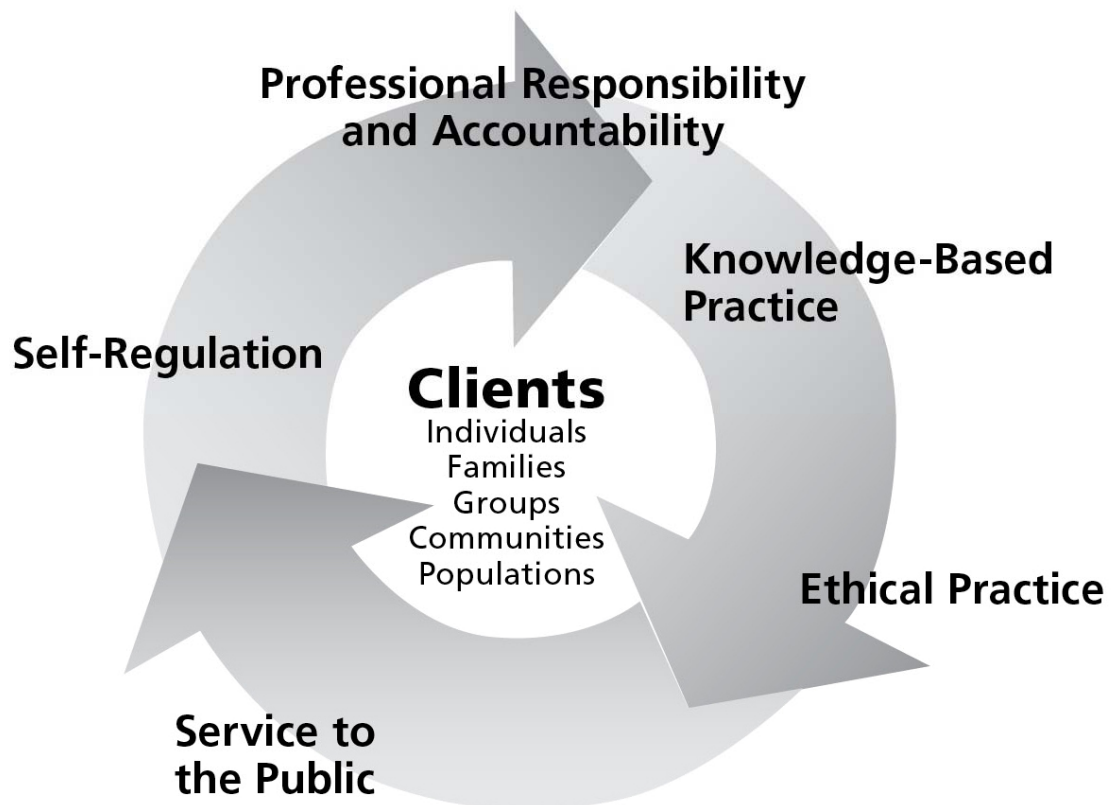 Professional Responsibility
and Accountability
Knowledge-Based
Practice
Self-Regulation
Clients
Individuals
Families
Groups
Communities
Populations
Ethical Practice
Service to
the Public